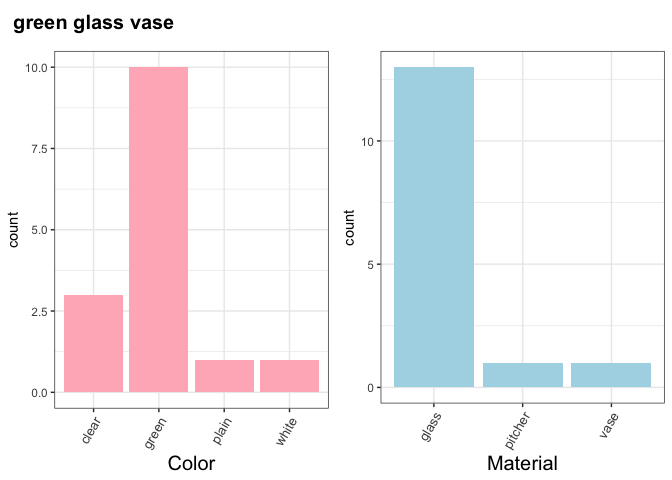 green glass vase
count
10.0
7.5
5.0
2.5
0.0
clear
green
plain
white
Color
count
10
5
0
glass
pitcher
vase
Material